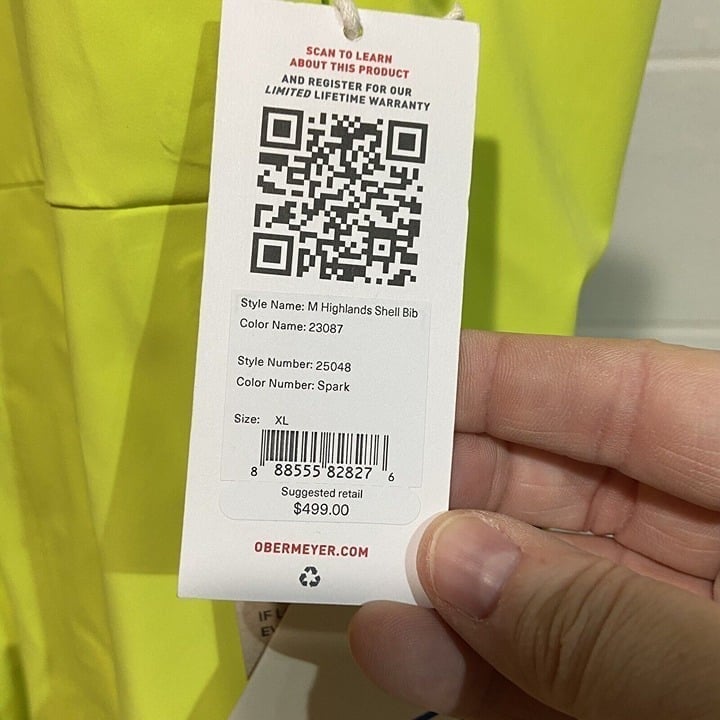 SCAN TO LEARN
ABOUT THIS PRODUCT
AND REGISTER FOR OUR
LIMITED LIFETIME WARRANTY
Style Name: M Highlands Shell Bib
Color Name: 23087
Style Number: 25048
Color Number: Spark
Size: XL
8 88555 82827 6
Suggested retail
$499.00
OBERMEYER.COM
IF